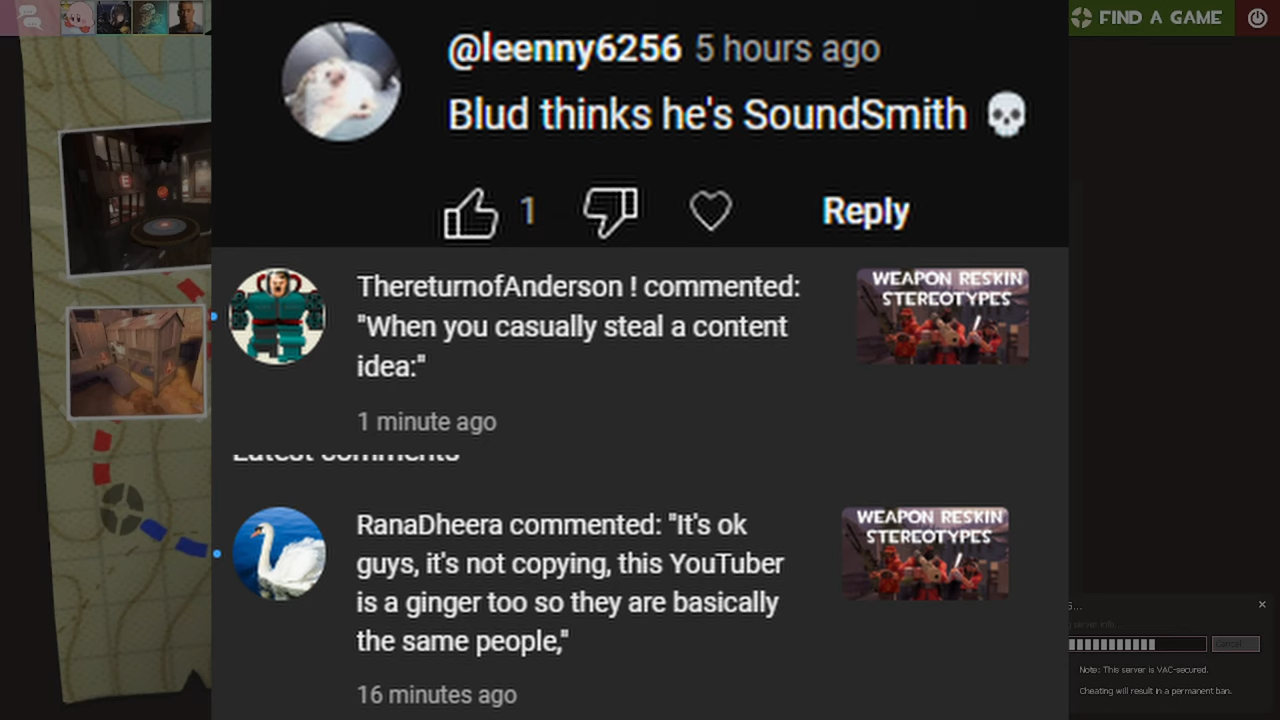 FIND A GAME
@leenny6256 5 hours ago
Blud thinks he's SoundSmith 💀
1 Reply
ThereturnofAnderson ! commented:
"When you casually steal a content
idea:"
1 minute ago
WEAPON RESKIN
STEREOTYPES
Latest comments
RanaDheera commented: "It's ok
guys, it's not copying, this YouTuber
is a ginger too so they are basically
the same people,"
16 minutes ago
WEAPON RESKIN
STEREOTYPES
Cancel
Note: This server is VAC-secured.
Cheating will result in a permanent ban.